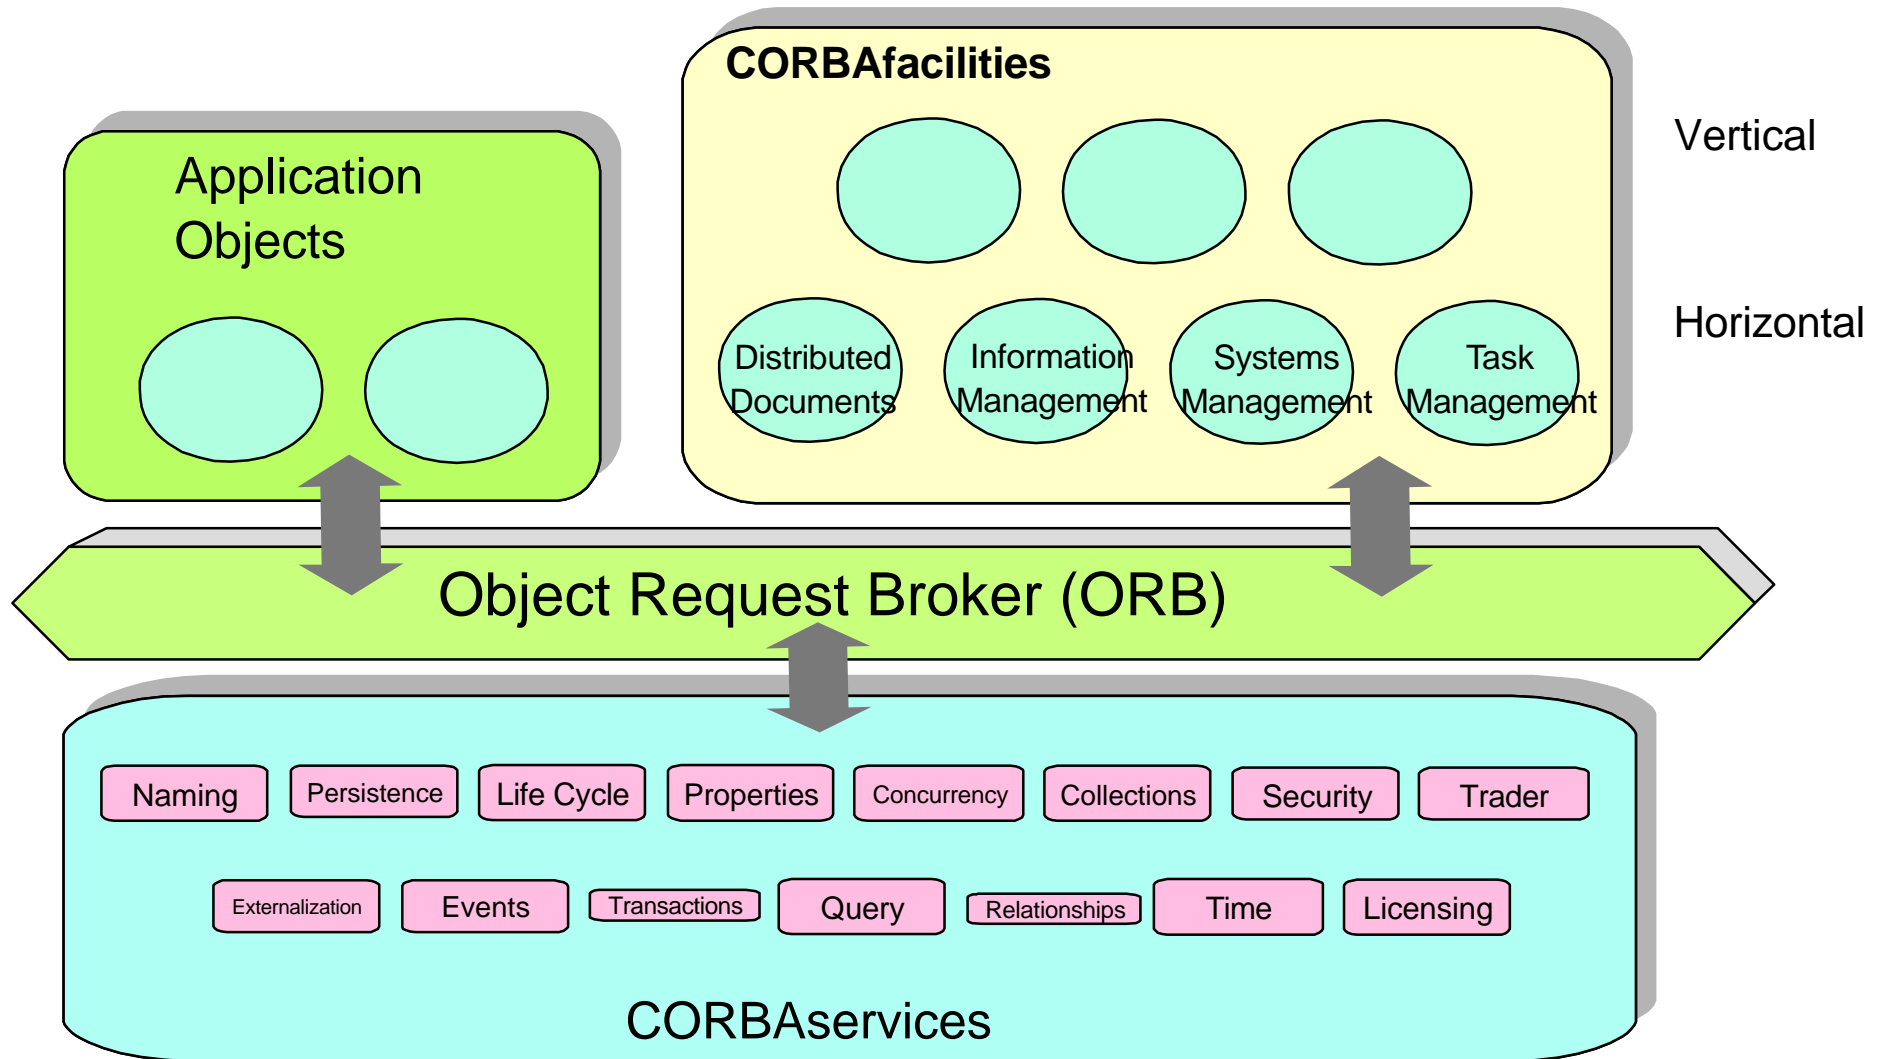 CORBAfacilities
Vertical
Application
Objects
Horizontal
Distributed
Documents
Information
Management
Systems
Management
Task
Management
Object Request Broker (ORB)
Naming
Persistence
Life Cycle
Properties
Concurrency
Collections
Security
Trader
Externalization
Events
Transactions
Query
Relationships
Time
Licensing
CORBAservices